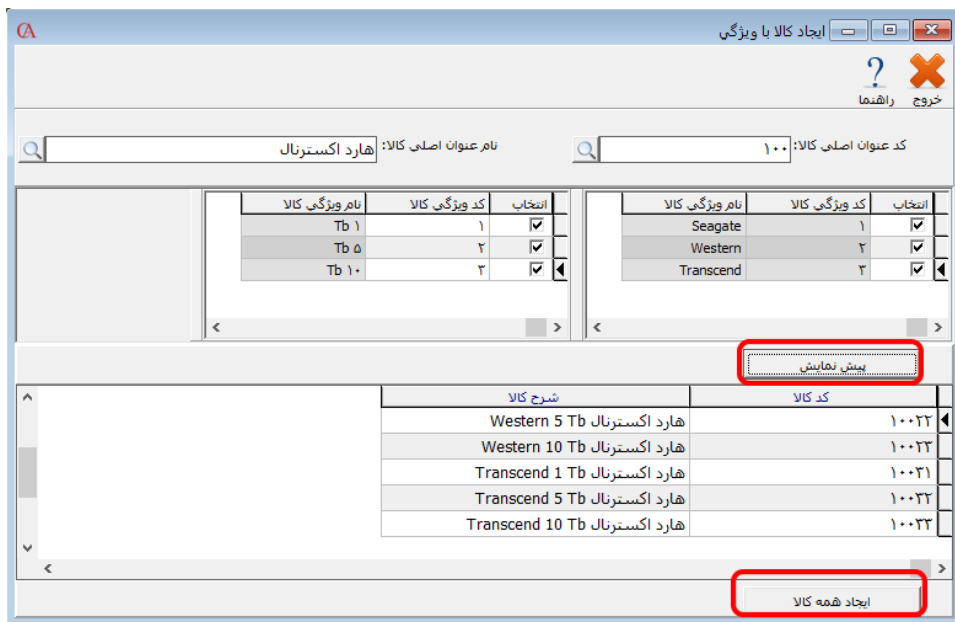 ایجاد کالا با ویژگی
خروج راهنما
کد عنوان اصلی کالا: ۱۰۰ نام عنوان اصلی کالا: هارد اکسترنال
انتخاب کد ویژگی کالا نام ویژگی کالا انتخاب کد ویژگی کالا نام ویژگی کالا
۱ Seagate ۱ Tb ۱
۲ Western ۲ Tb ۵
۳ Transcend ۳ Tb ۱۰
پیش نمایش
کد کالا شرح کالا
۱۰۰۲۲ هارد اکسترنال Western 5 Tb
۱۰۰۲۳ هارد اکسترنال Western 10 Tb
۱۰۰۳۱ هارد اکسترنال Transcend 1 Tb
۱۰۰۳۲ هارد اکسترنال Transcend 5 Tb
۱۰۰۳۳ هارد اکسترنال Transcend 10 Tb
ایجاد همه کالا